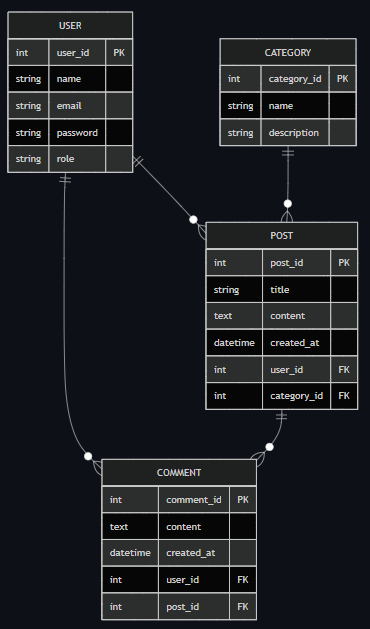 USER
int user_id PK
string name
string email
string password
string role
CATEGORY
int category_id PK
string name
string description
POST
int post_id PK
string title
text content
datetime created_at
int user_id FK
int category_id FK
COMMENT
int comment_id PK
text content
datetime created_at
int user_id FK
int post_id FK